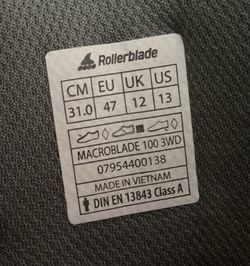 Rollerblade
CM EU UK US
31.0 47 12 13
MACROBLADE 100 3WD
07954400138
MADE IN VIETNAM
DIN EN 13843 Class A